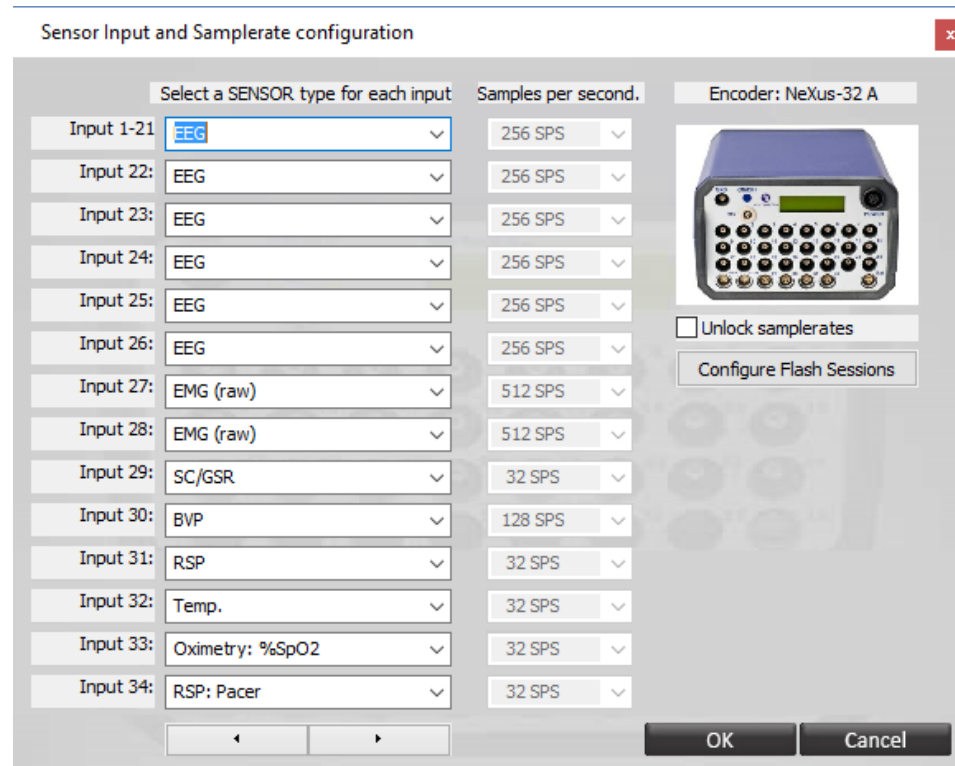 Sensor Input and Samplerate configuration
x
Select a SENSOR type for each input Samples per second. Encoder: NeXus-32 A
Input 1-21 EEG 256 SPS
Input 22: EEG 256 SPS
Input 23: EEG 256 SPS
Input 24: EEG 256 SPS
Input 25: EEG 256 SPS
Unlock samplerates
Input 26: EEG 256 SPS
Configure Flash Sessions
Input 27: EMG (raw) 512 SPS
Input 28: EMG (raw) 512 SPS
Input 29: SC/GSR 32 SPS
Input 30: BVP 128 SPS
Input 31: RSP 32 SPS
Input 32: Temp. 32 SPS
Input 33: Oximetry: %SpO2 32 SPS
Input 34: RSP: Pacer 32 SPS
OK Cancel